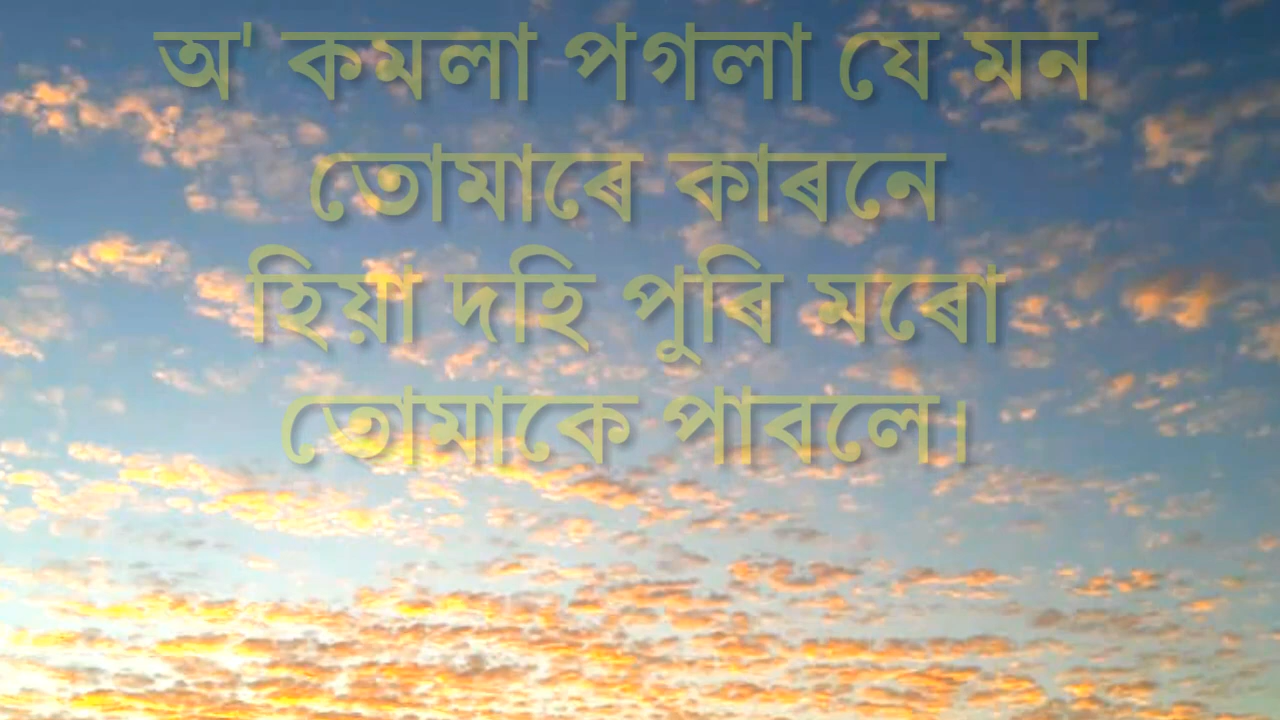 অ' কমলা পগলা যে মন
তোমাৰে কাৰনে
হিয়া দহি পুৰি মৰো
তোমাকে পাবলে।